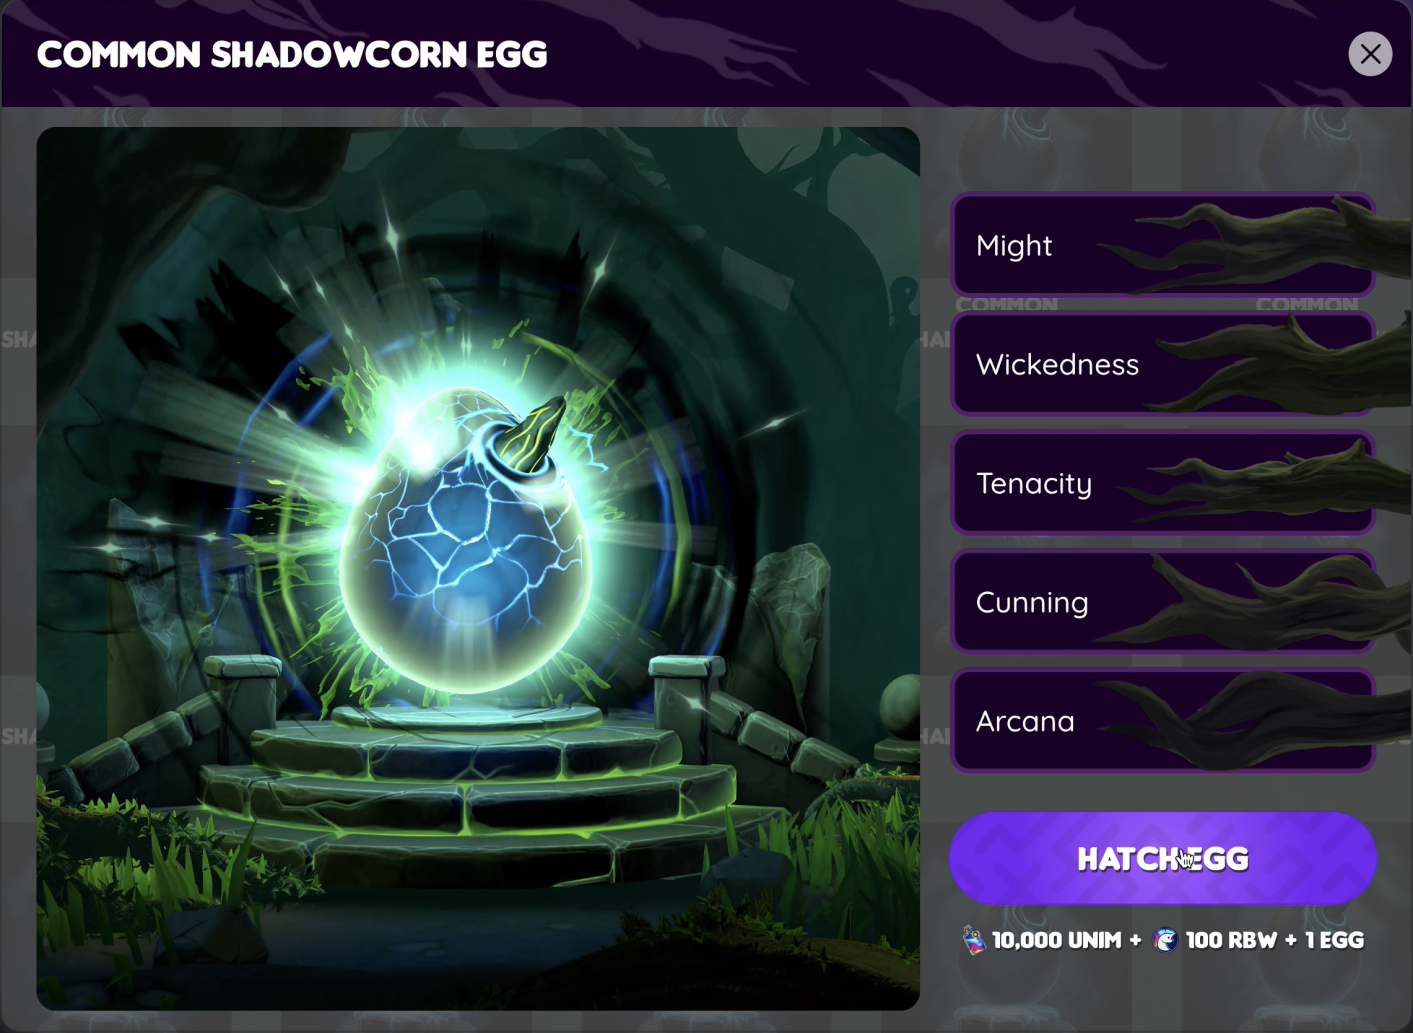 COMMON SHADOWCORN EGG
Might
COMMON
COMMON
Wickedness
Tenacity
Cunning
Arcana
HATCH EGG
10,000 UNIM + 100 RBW + 1 EGG